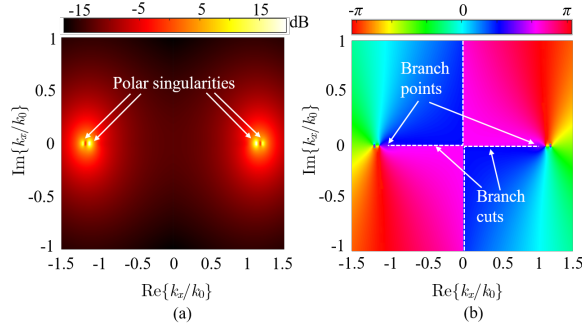 -15 -5 5 15 dB
-π 0 π
1
0.5
0
-0.5
-1
Polar singularities
Im{kₓ/k₀}
-1.5 -1 -0.5 0 0.5 1 1.5
Re{kₓ/k₀}
(a)
1
0.5
0
-0.5
-1
Branch
points
Branch
cuts
Im{kₓ/k₀}
-1.5 -1 -0.5 0 0.5 1 1.5
Re{kₓ/k₀}
(b)